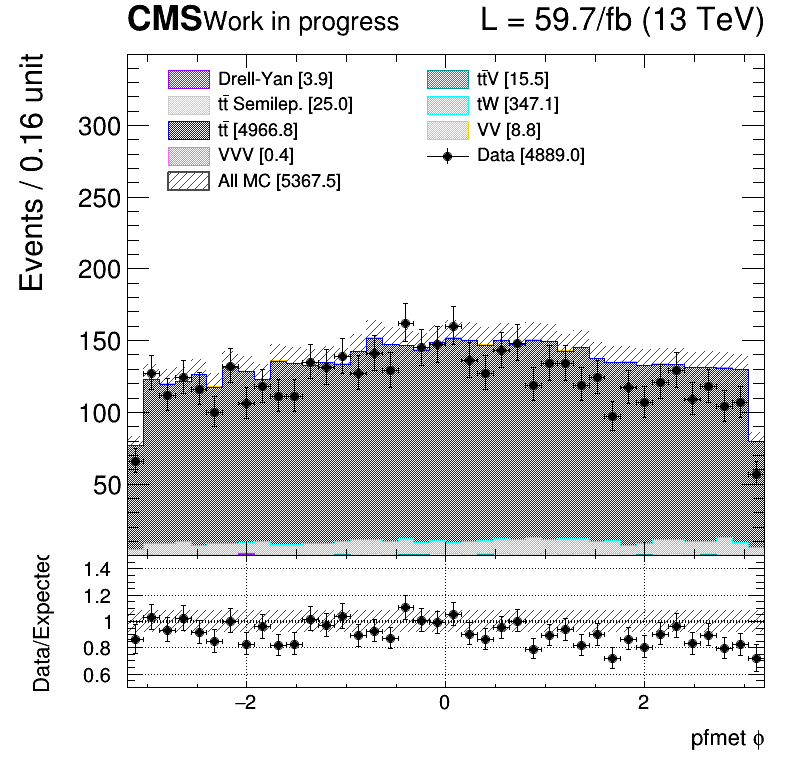 CMS Work in progress L = 59.7/fb (13 TeV)
Events / 0.16 unit
Drell-Yan [3.9] tt̄V [15.5]
tt̄ Semilep. [25.0] tW [347.1]
tt̄ [4966.8] VV [8.8]
VVV [0.4] Data [4889.0]
All MC [5367.5]
300
250
200
150
100
50
Data/Expected
1.4
1.2
1
0.8
0.6
−2 0 2
pfmet ϕ